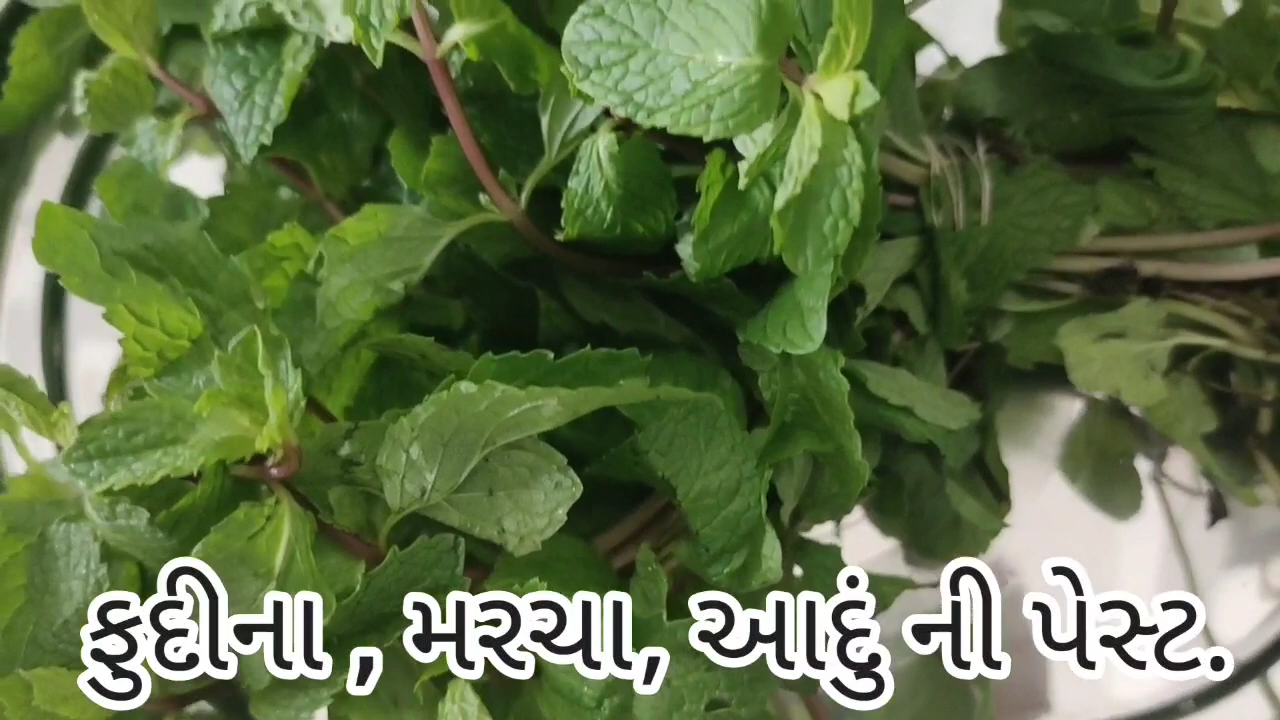 ફુદીના , મરચા, આદું ની પેસ્ટ.